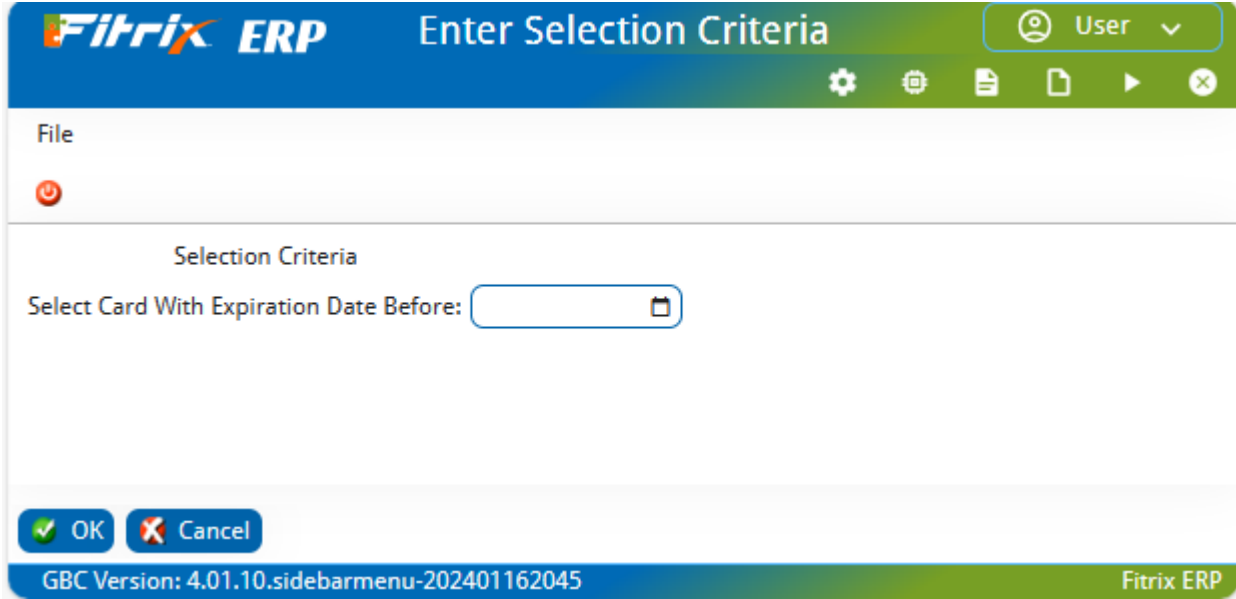 Fitrix ERP Enter Selection Criteria User
File
Selection Criteria
Select Card With Expiration Date Before:
OK Cancel
GBC Version: 4.01.10.sidebarmenu-202401162045 Fitrix ERP